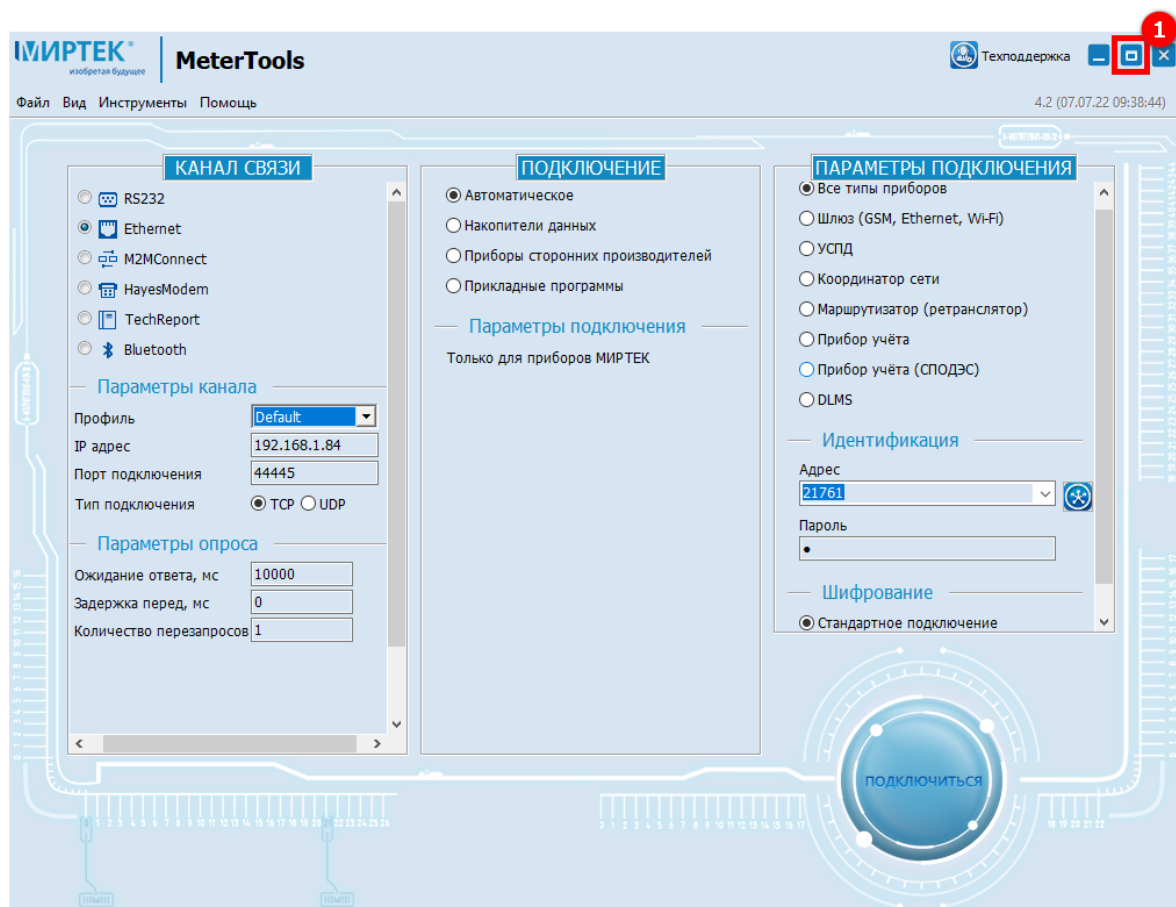 1
МИРТЕК
изобретая будущее
MeterTools
Техподдержка
Файл Вид Инструменты Помощь
4.2 (07.07.22 09:38:44)
КАНАЛ СВЯЗИ
RS232
Ethernet
M2MConnect
HayesModem
TechReport
Bluetooth
Параметры канала
Профиль Default
IP адрес 192.168.1.84
Порт подключения 44445
Тип подключения TCP UDP
Параметры опроса
Ожидание ответа, мс 10000
Задержка перед, мс 0
Количество перезапросов 1
ПОДКЛЮЧЕНИЕ
Автоматическое
Накопители данных
Приборы сторонних производителей
Прикладные программы
Параметры подключения
Только для приборов МИРТЕК
ПАРАМЕТРЫ ПОДКЛЮЧЕНИЯ
Все типы приборов
Шлюз (GSM, Ethernet, Wi-Fi)
УСПД
Координатор сети
Маршрутизатор (ретранслятор)
Прибор учёта
Прибор учёта (СПОДЭС)
DLMS
Идентификация
Адрес
21761
Пароль
Шифрование
Стандартное подключение
ПОДКЛЮЧИТЬСЯ